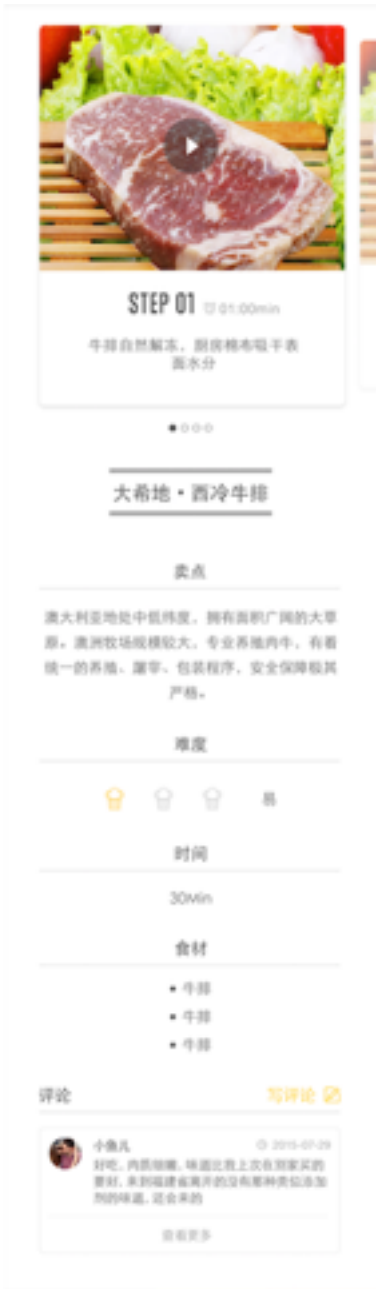 STEP 01 01:00min
牛排自然解冻，厨房棉布吸干表
面水分
大希地·西冷牛排
卖点
澳大利亚地处中低纬度，拥有面积广阔的大草
原。澳洲牧场规模较大，专业养殖肉牛，有着
统一的养殖、屠宰、包装程序，安全保障极其
严格。
难度
易
时间
30Min
食材
• 牛排
• 牛排
• 牛排
评论 写评论
小鱼儿 2015-07-29
好吃，肉质细嫩，味道比我上次在别家买的
要好，来到福建省离开的没有那种类似添加
剂的味道，还会来的
查看更多